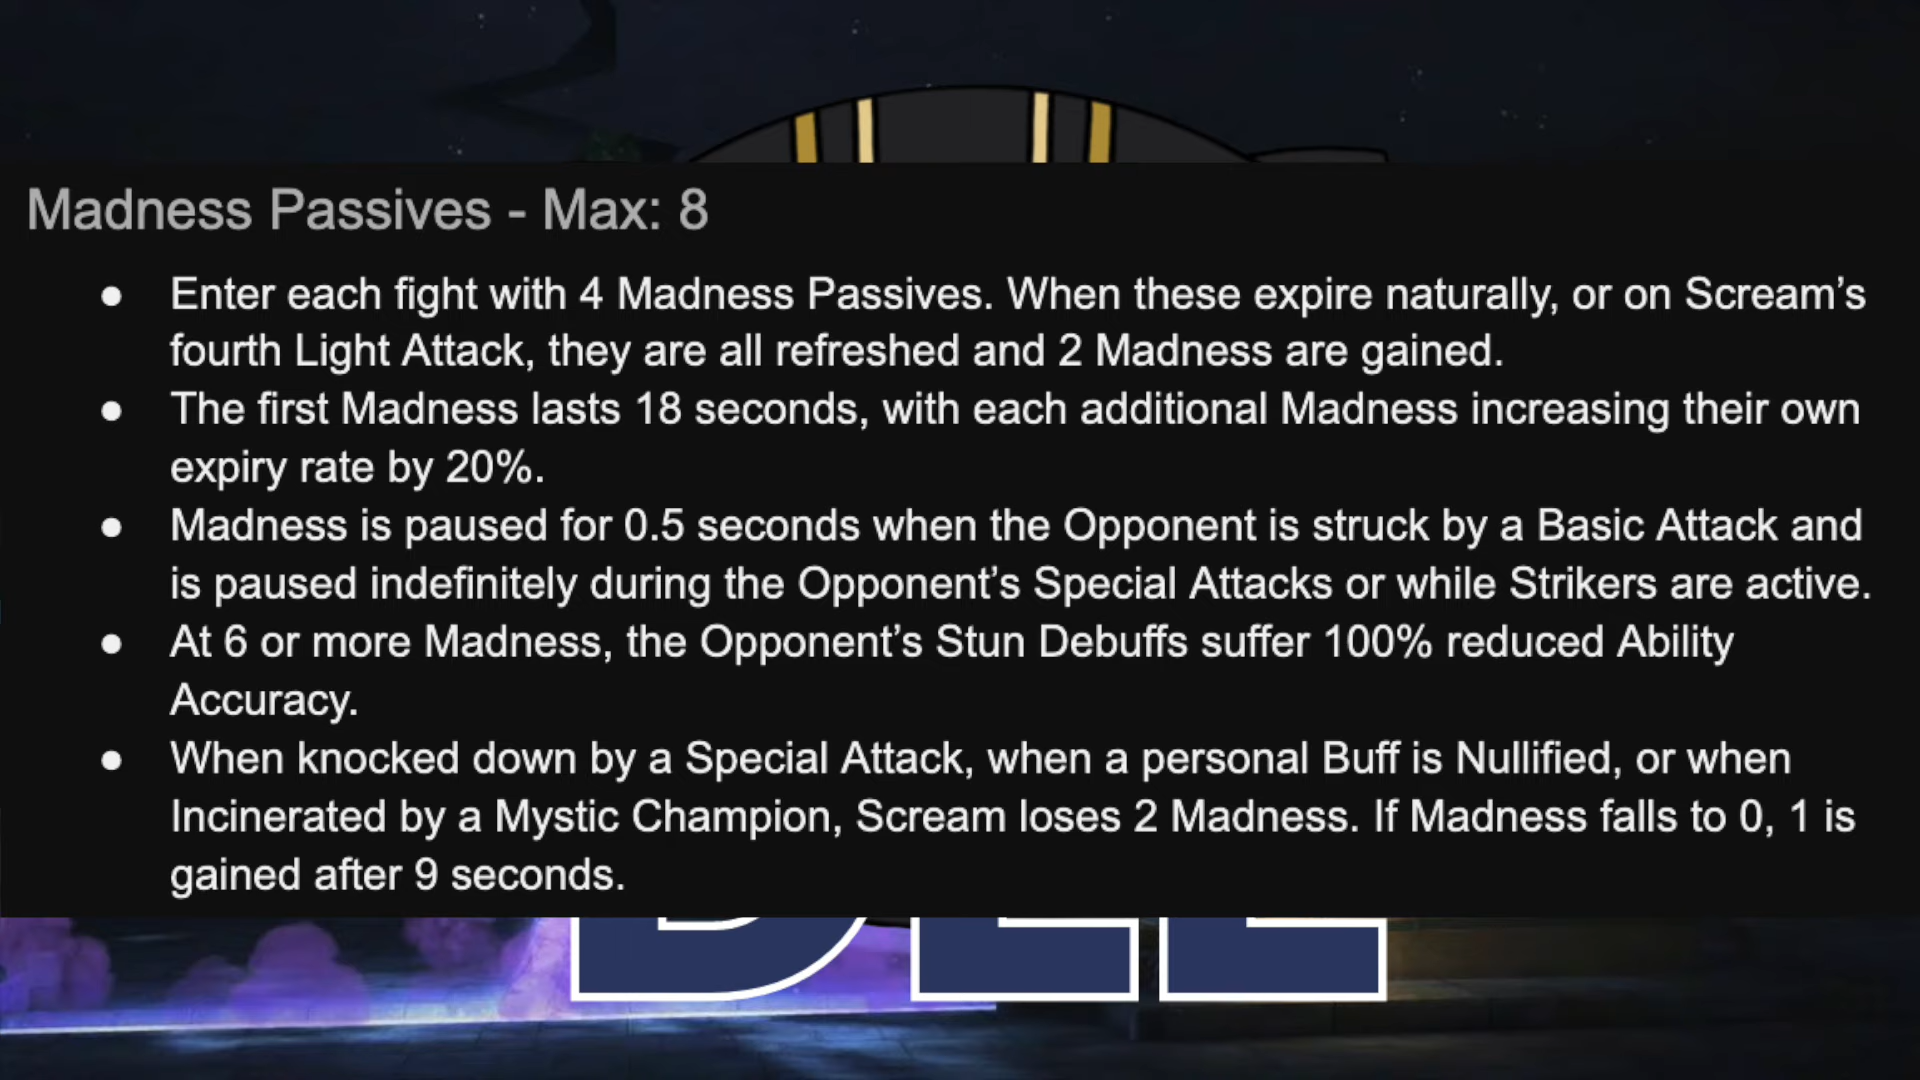 Madness Passives - Max: 8
● Enter each fight with 4 Madness Passives. When these expire naturally, or on Scream’s
fourth Light Attack, they are all refreshed and 2 Madness are gained.
● The first Madness lasts 18 seconds, with each additional Madness increasing their own
expiry rate by 20%.
● Madness is paused for 0.5 seconds when the Opponent is struck by a Basic Attack and
is paused indefinitely during the Opponent’s Special Attacks or while Strikers are active.
● At 6 or more Madness, the Opponent’s Stun Debuffs suffer 100% reduced Ability
Accuracy.
● When knocked down by a Special Attack, when a personal Buff is Nullified, or when
Incinerated by a Mystic Champion, Scream loses 2 Madness. If Madness falls to 0, 1 is
gained after 9 seconds.